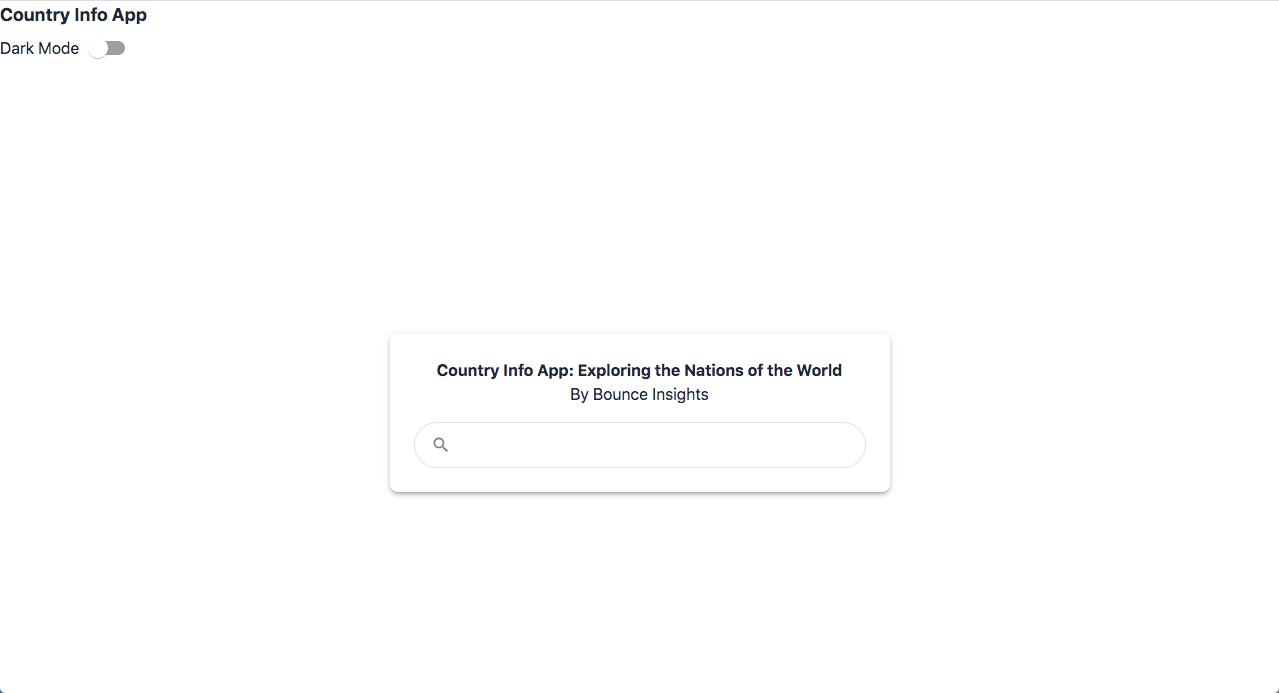 Country Info App
Dark Mode
Country Info App: Exploring the Nations of the World
By Bounce Insights